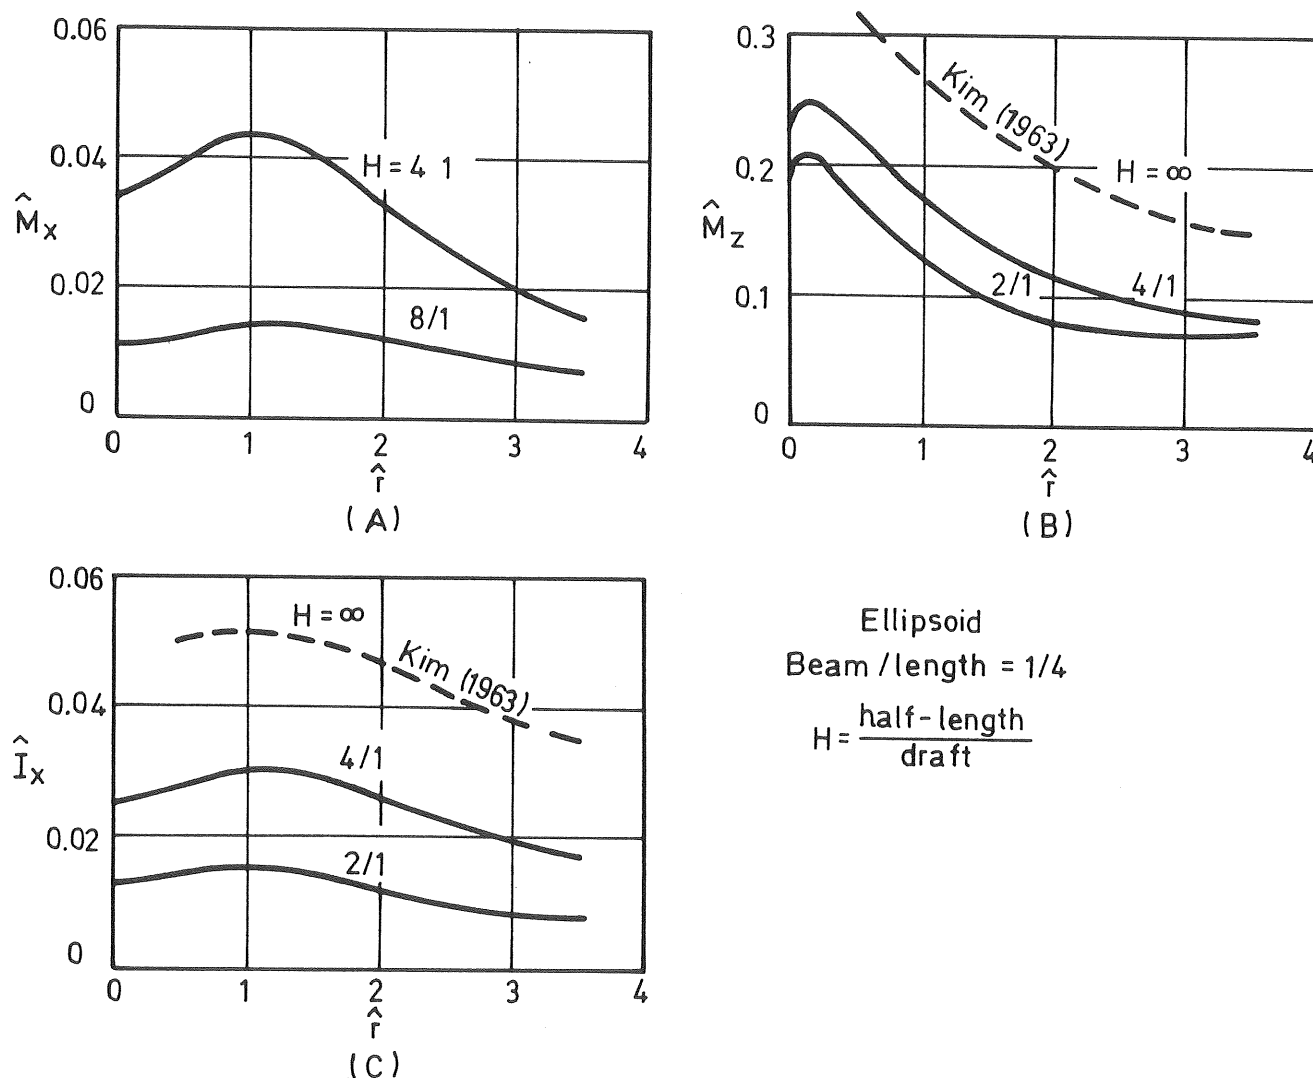 0.06
0.04
0.02
0
M̂x
H = 4 1
8/1
0 1 2 3 4
r̂
(A)
0.3
0.2
0.1
0
M̂z
Kim (1963)
H = ∞
2/1
4/1
0 1 2 3 4
r̂
(B)
0.06
0.04
0.02
0
Îx
H = ∞
Kim (1963)
4/1
2/1
0 1 2 3 4
r̂
(C)
Ellipsoid
Beam / length = 1/4
H = half-length
draft